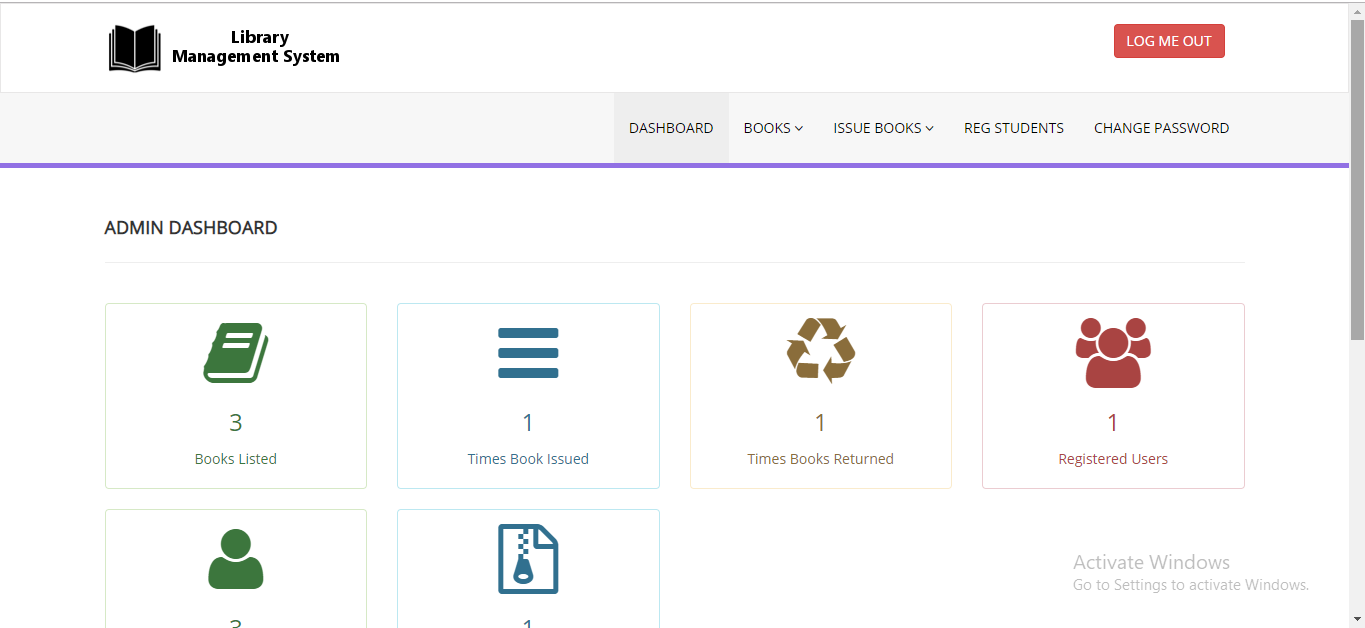 Library
Management System
LOG ME OUT
DASHBOARD
BOOKS
ISSUE BOOKS
REG STUDENTS
CHANGE PASSWORD
ADMIN DASHBOARD
3
Books Listed
1
Times Book Issued
1
Times Books Returned
1
Registered Users
3
1
Activate Windows
Go to Settings to activate Windows.